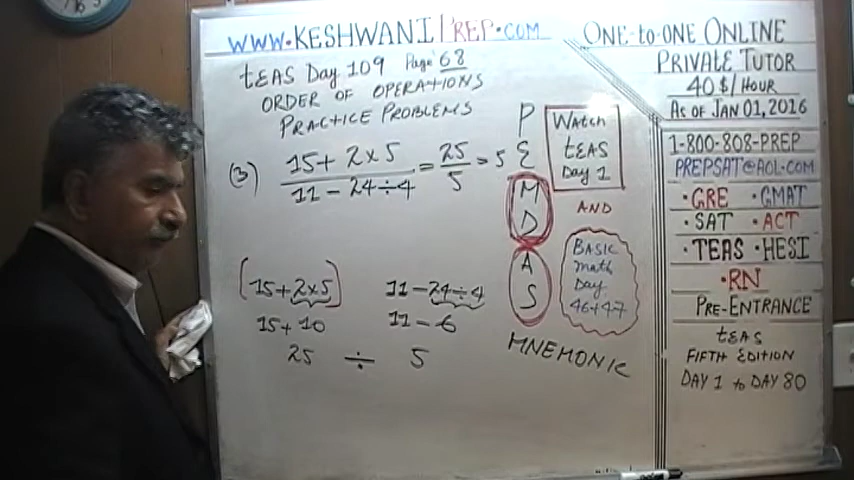 WWW.KESHWANIPREP.COM
tEAS Day 109 Page 68
ORDER OF OPERATIONS
PRACTICE PROBLEMS
(3) 15 + 2 x 5 / 11 - 24 ÷ 4 = 25 / 5 = 5
(15 + 2x5)
15 + 10
25 ÷ 5
11 - 24 ÷ 4
11 - 6
P
E
M
D
A
S
MNEMONIC
Watch
tEAS
Day 1
AND
BASIC
math
Day
46+47
ONE-to-ONE ONLINE
PRIVATE TUTOR
40$/HOUR
AS OF JAN 01, 2016
1-800-808-PREP
PREPSAT@AOL.COM
•GRE •GMAT
•SAT •ACT
•TEAS •HESI
•RN
PRE-ENTRANCE
tEAS
FIFTH EDITION
DAY 1 to DAY 80